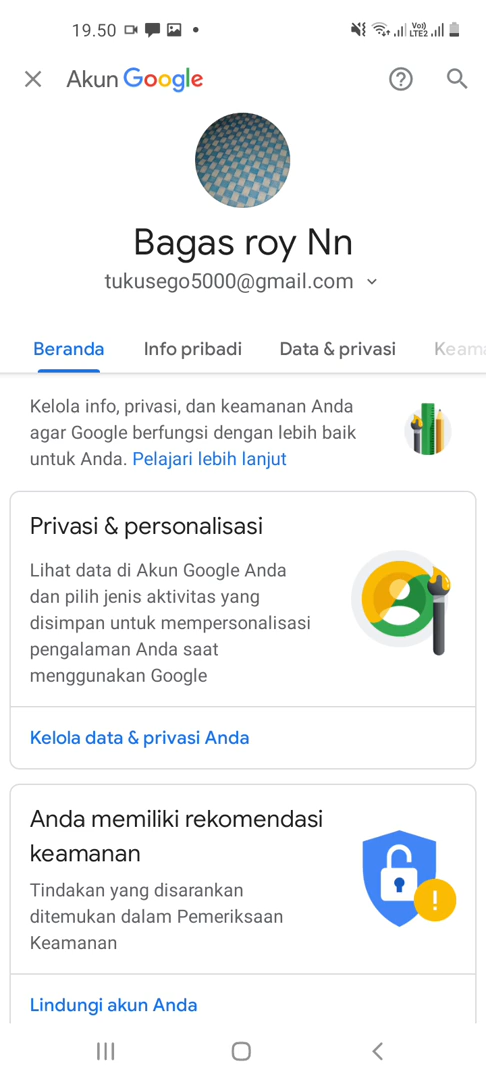 19.50
Vo))
LTE2
Akun Google
Bagas roy Nn
tukusego5000@gmail.com
Beranda Info pribadi Data & privasi Keam
Kelola info, privasi, dan keamanan Anda
agar Google berfungsi dengan lebih baik
untuk Anda. Pelajari lebih lanjut
Privasi & personalisasi
Lihat data di Akun Google Anda
dan pilih jenis aktivitas yang
disimpan untuk mempersonalisasi
pengalaman Anda saat
menggunakan Google
Kelola data & privasi Anda
Anda memiliki rekomendasi
keamanan
Tindakan yang disarankan
ditemukan dalam Pemeriksaan
Keamanan
Lindungi akun Anda